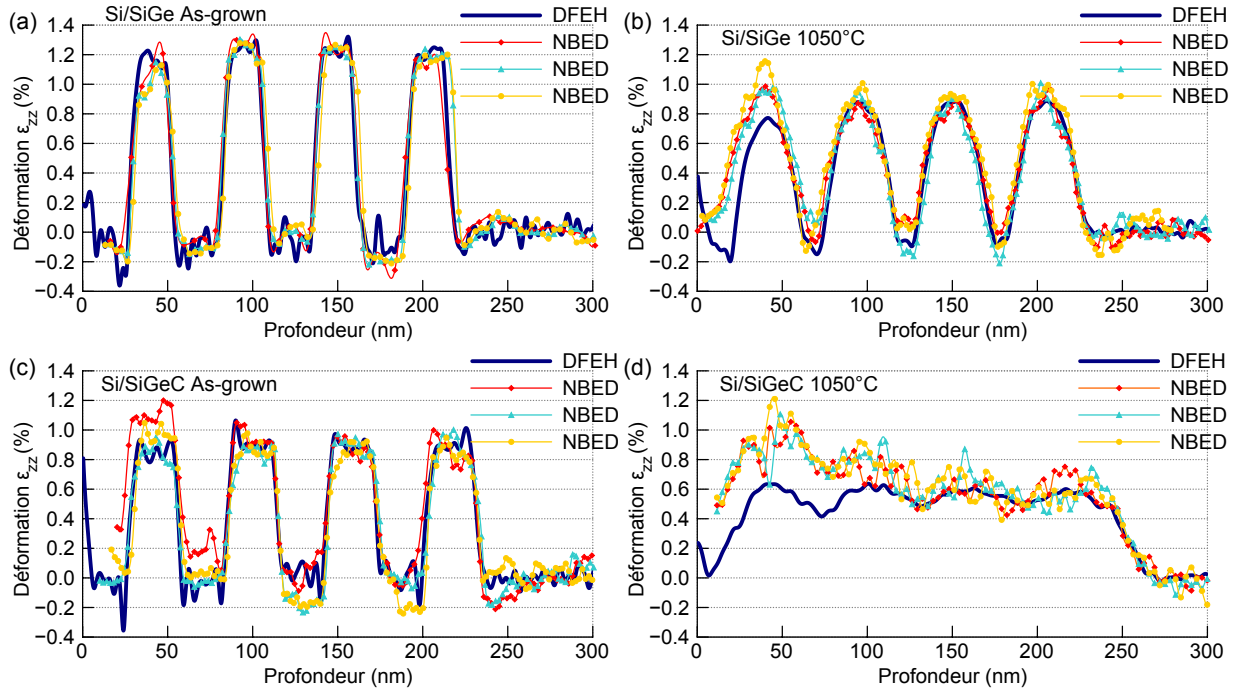 (a) Si/SiGe As-grown
DFEH
NBED
NBED
NBED
Déformation ε_zz (%)
1.4
1.2
1.0
0.8
0.6
0.4
0.2
0.0
−0.2
−0.4
0 50 100 150 200 250 300
Profondeur (nm)
(b) Si/SiGe 1050°C
DFEH
NBED
NBED
NBED
Déformation ε_zz (%)
1.4
1.2
1.0
0.8
0.6
0.4
0.2
0.0
−0.2
−0.4
0 50 100 150 200 250 300
Profondeur (nm)
(c) Si/SiGeC As-grown
DFEH
NBED
NBED
NBED
Déformation ε_zz (%)
1.4
1.2
1.0
0.8
0.6
0.4
0.2
0.0
−0.2
−0.4
0 50 100 150 200 250 300
Profondeur (nm)
(d) Si/SiGeC 1050°C
DFEH
NBED
NBED
NBED
Déformation ε_zz (%)
1.4
1.2
1.0
0.8
0.6
0.4
0.2
0.0
−0.2
−0.4
0 50 100 150 200 250 300
Profondeur (nm)